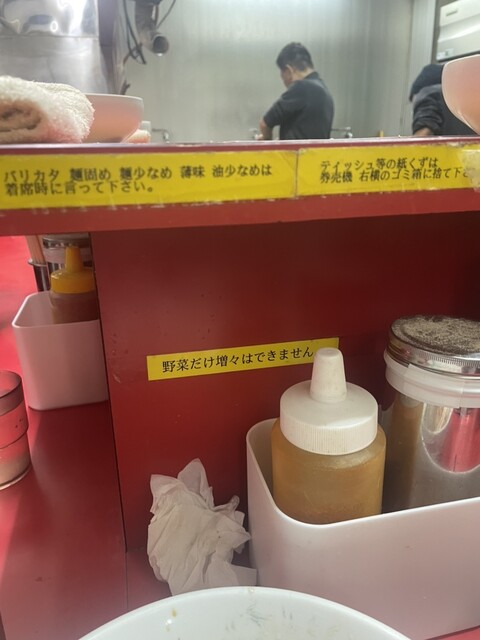 バリカタ 麺固め 麺少なめ 薄味 油少なめは
着席時に言って下さい。
ティッシュ等の紙くずは
券売機 右横のゴミ箱に捨て下さ
野菜だけ増々はできません